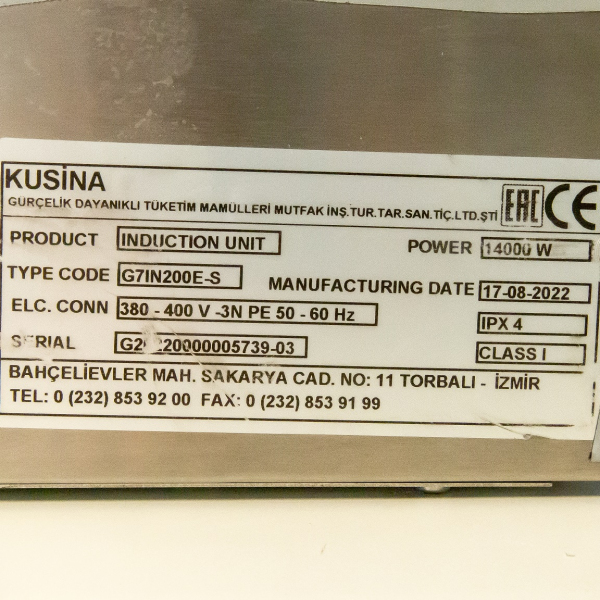 KUSİNA
GÜRÇELİK DAYANIKLI TÜKETİM MAMÜLLERİ MUTFAK İNŞ.TUR.TAR.SAN.TİÇ.LTD.ŞTİ
EAC CE
PRODUCT INDUCTION UNIT POWER 14000 W
TYPE CODE G7IN200E-S MANUFACTURING DATE 17-08-2022
ELC. CONN 380 - 400 V -3N PE 50 - 60 Hz IPX 4
SERIAL CLASS I
BAHÇELİEVLER MAH. SAKARYA CAD. NO: 11 TORBALI - İZMİR
TEL: 0 (232) 853 92 00 FAX: 0 (232) 853 91 99